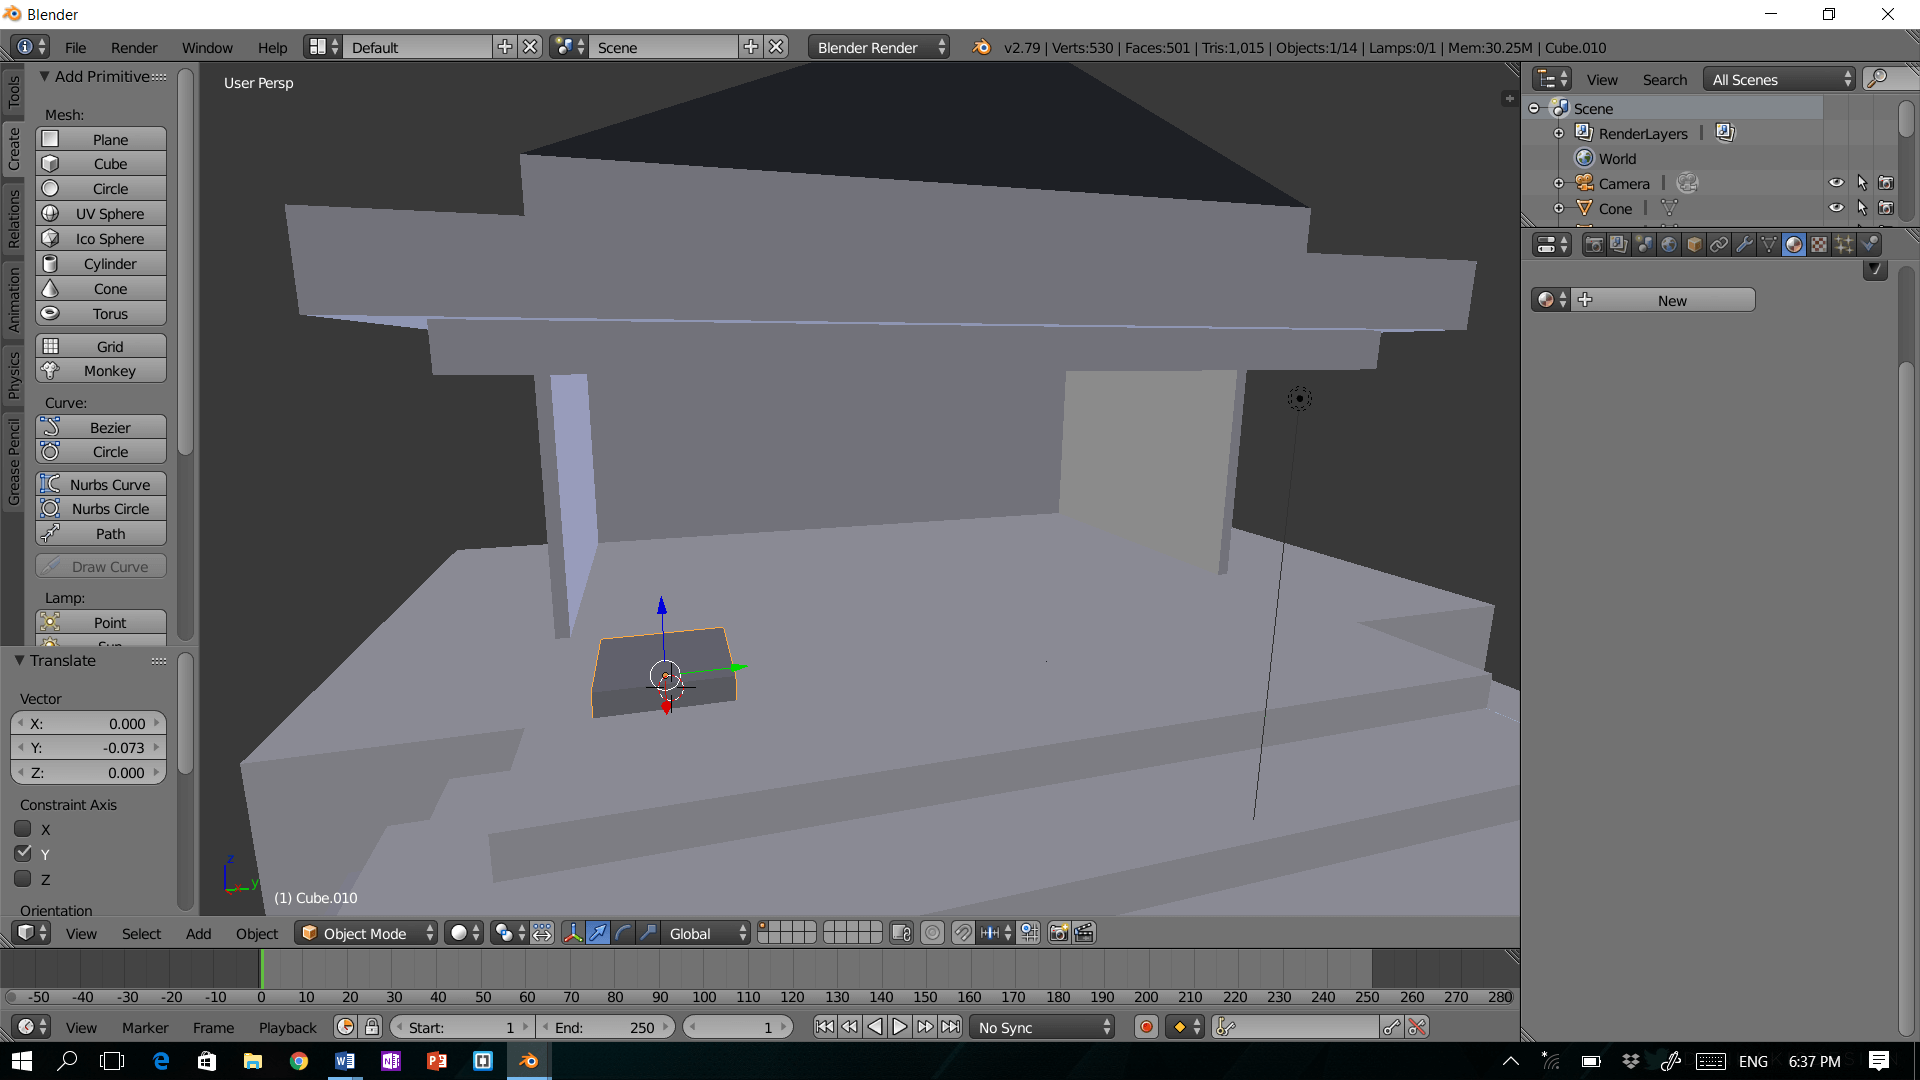 Blender
File Render Window Help Default Scene Blender Render v2.79 | Verts:530 | Faces:501 | Tris:1,015 | Objects:1/14 | Lamps:0/1 | Mem:30.25M | Cube.010
Tools
Create
Relations
Animation
Physics
Grease Pencil
Add Primitive
Mesh:
Plane
Cube
Circle
UV Sphere
Ico Sphere
Cylinder
Cone
Torus
Grid
Monkey
Curve:
Bezier
Circle
Nurbs Curve
Nurbs Circle
Path
Draw Curve
Lamp:
Point
Sun
Translate
Vector
X: 0.000
Y: -0.073
Z: 0.000
Constraint Axis
X
Y
Z
Orientation
User Persp
z
y
(1) Cube.010
View Search All Scenes
Scene
RenderLayers |
World
Camera |
Cone |
New
View Select Add Object Object Mode Global
-50 -40 -30 -20 -10 0 10 20 30 40 50 60 70 80 90 100 110 120 130 140 150 160 170 180 190 200 210 220 230 240 250 260 270 280
View Marker Frame Playback Start: 1 End: 250 1 No Sync
ENG 6:37 PM